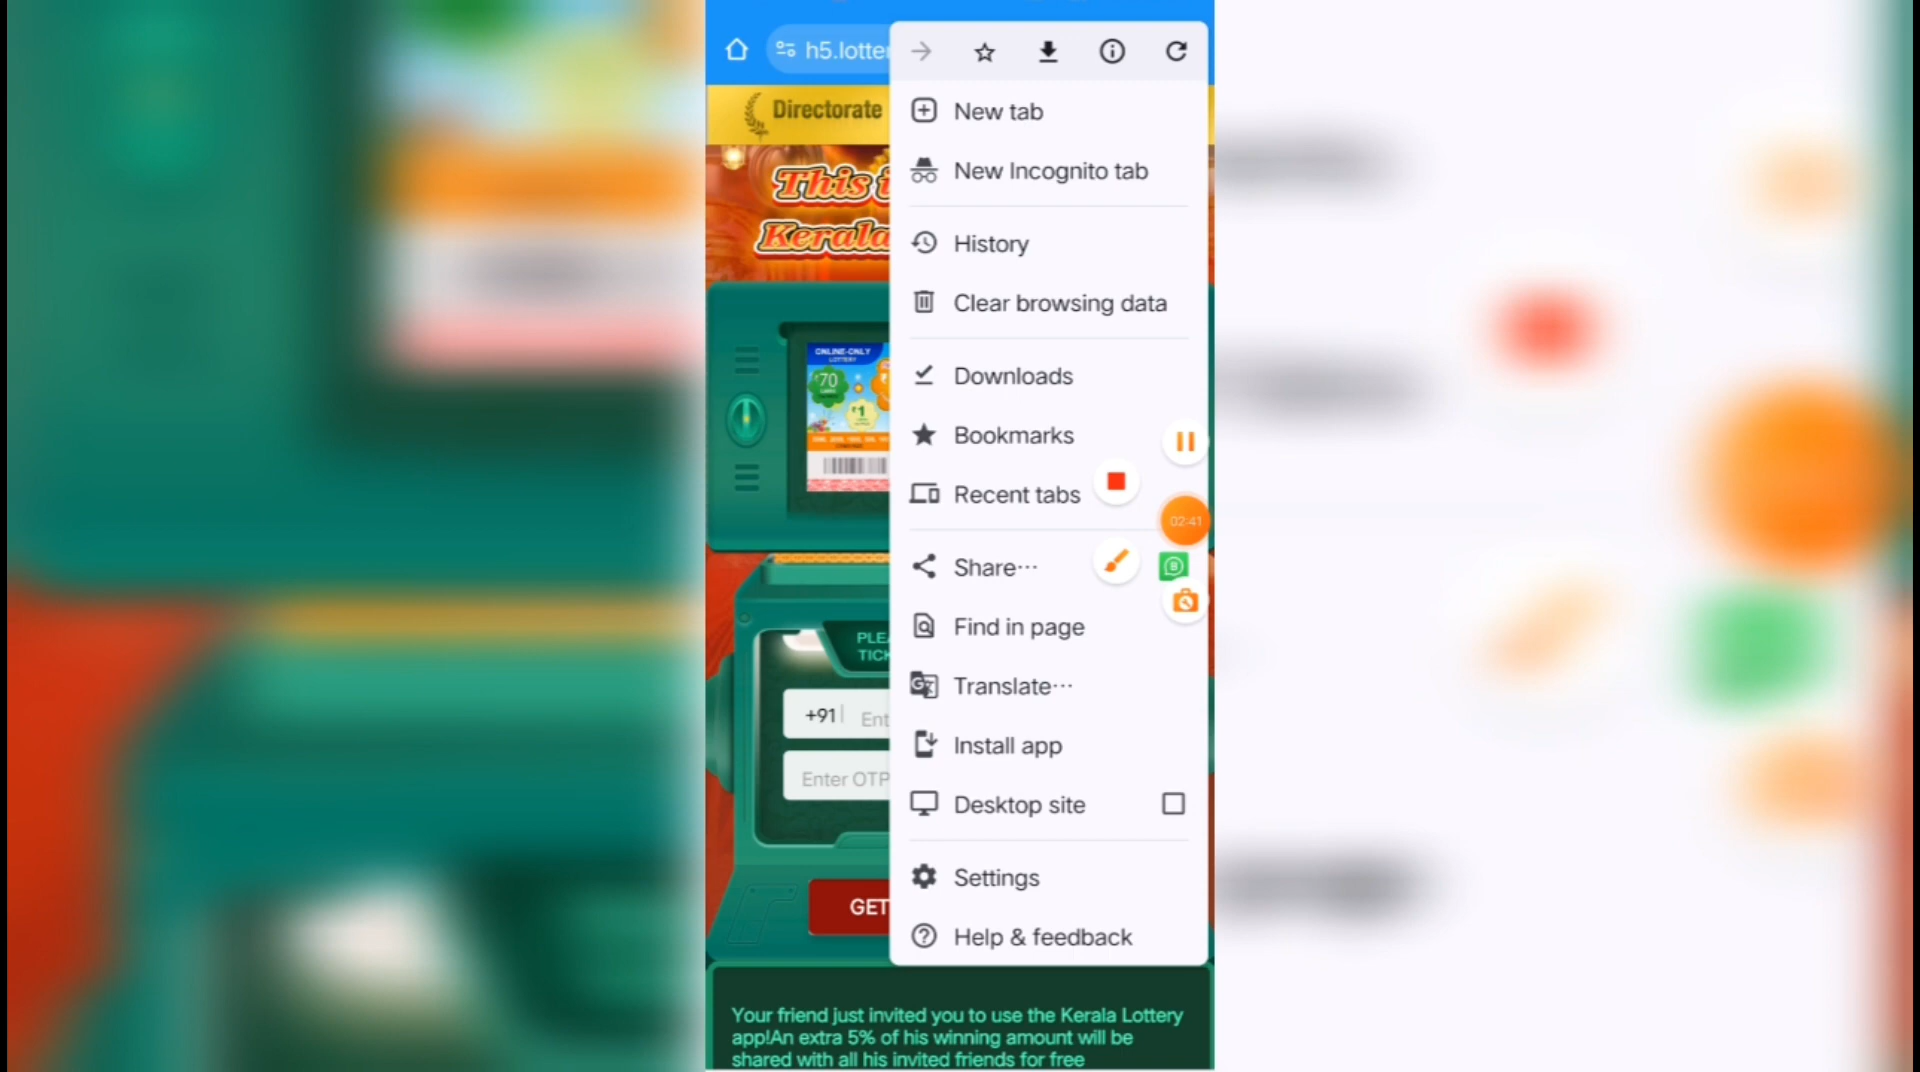 h5.lotter
Directorate
This i
Kerala
ONLINE-ONLY
LOTTERY
₹70
₹1
PLEA
TICK
+91
Ent
Enter OTP
GET
New tab
New Incognito tab
History
Clear browsing data
Downloads
Bookmarks
Recent tabs
02:41
Share···
B
Find in page
Translate···
Install app
Desktop site
Settings
Help & feedback
Your friend just invited you to use the Kerala Lottery
app!An extra 5% of his winning amount will be
shared with all his invited friends for free